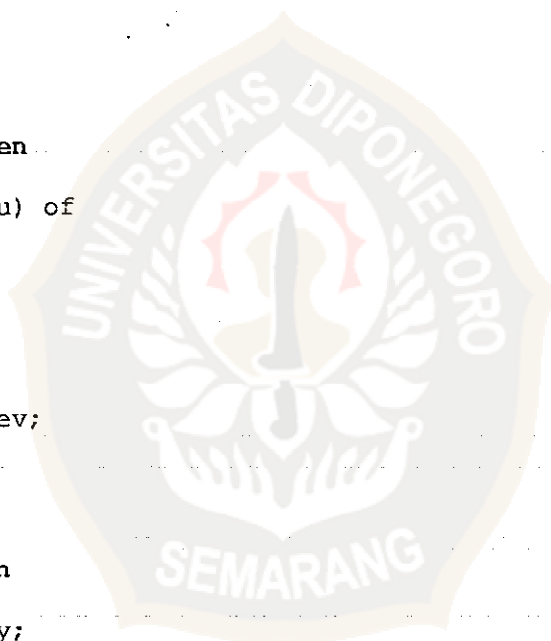 en
u) of
UNIVERSITAS DIPONEGORO
ev;
n
SEMARANG
y;